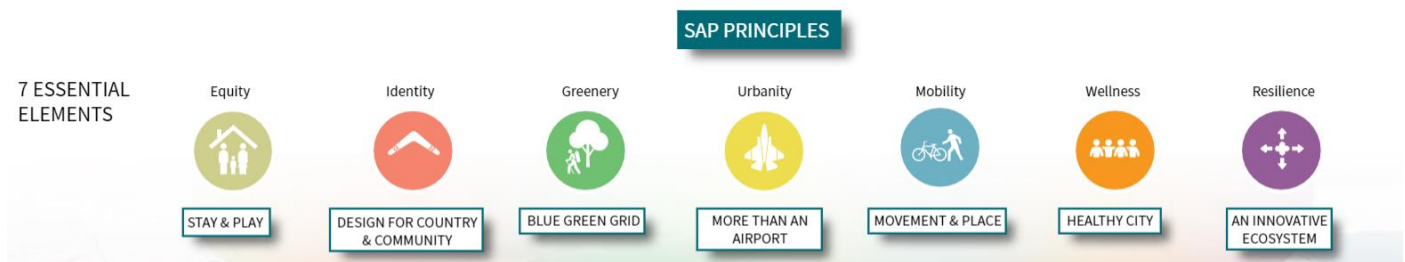 SAP PRINCIPLES
7 ESSENTIAL
ELEMENTS
Equity
Identity
Greenery
Urbanity
Mobility
Wellness
Resilience
STAY & PLAY
DESIGN FOR COUNTRY
& COMMUNITY
BLUE GREEN GRID
MORE THAN AN
AIRPORT
MOVEMENT & PLACE
HEALTHY CITY
AN INNOVATIVE
ECOSYSTEM